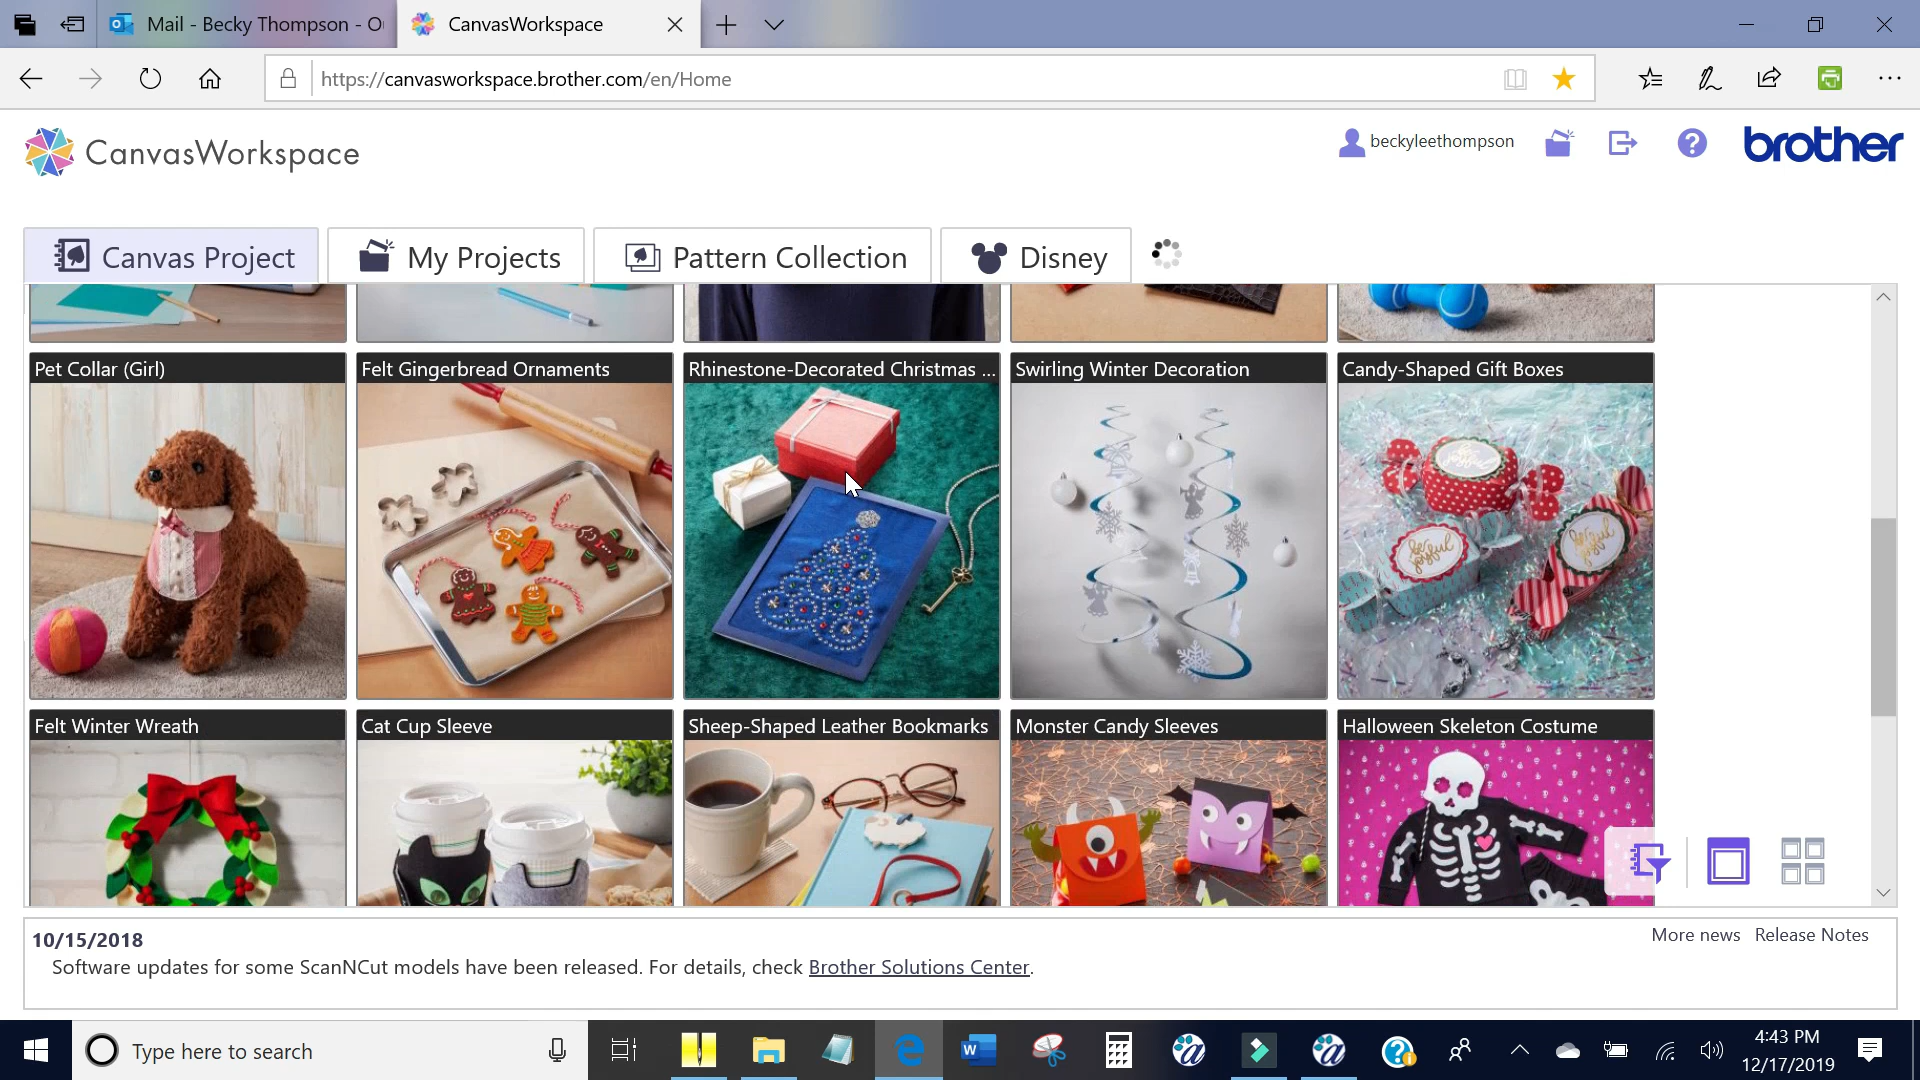 Mail - Becky Thompson - O
CanvasWorkspace
https://canvasworkspace.brother.com/en/Home
CanvasWorkspace
beckyleethompson
brother
Canvas Project
My Projects
Pattern Collection
Disney
Pet Collar (Girl)
Felt Gingerbread Ornaments
Rhinestone-Decorated Christmas ...
Swirling Winter Decoration
Candy-Shaped Gift Boxes
Felt Winter Wreath
Cat Cup Sleeve
Sheep-Shaped Leather Bookmarks
Monster Candy Sleeves
Halloween Skeleton Costume
10/15/2018
More news
Release Notes
Software updates for some ScanNCut models have been released. For details, check Brother Solutions Center.
Type here to search
4:43 PM
12/17/2019